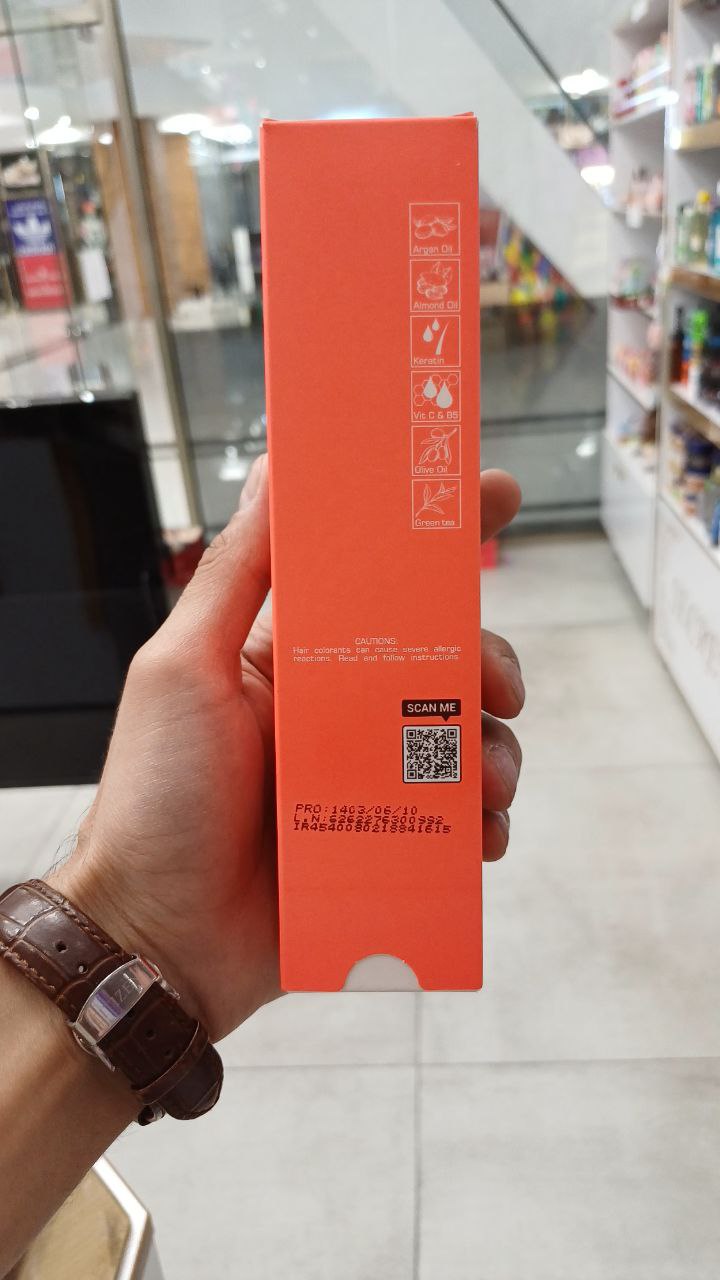 Argan Oil
Almond Oil
Keratin
Vit C & B5
Olive Oil
Green tea
CAUTIONS:
Hair colorants can cause severe allergic
reactions. Read and follow instructions
SCAN ME
PRO:1403/06/10
L.N:6262276300992
IR4540090218841615